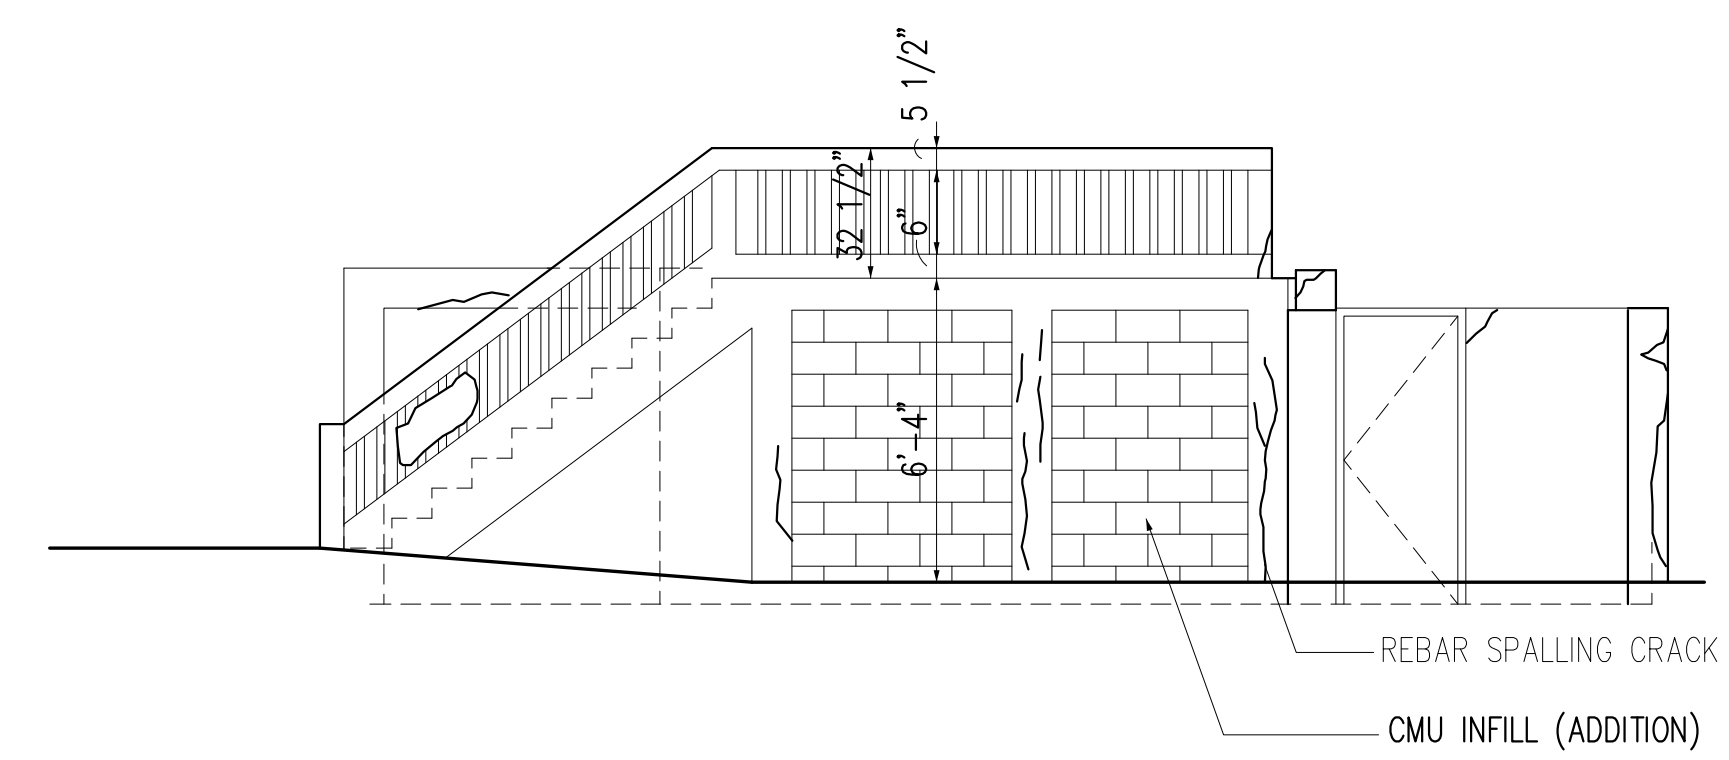 5 1/2"
32 1/2"
6"
6'-4"
REBAR SPALLING CRACK
CMU INFILL (ADDITION)